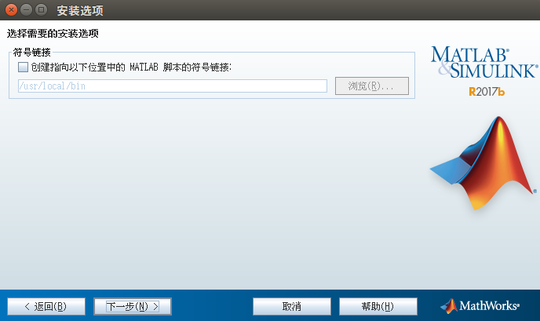 安装选项
选择需要的安装选项
符号链接
创建指向以下位置中的 MATLAB 脚本的符号链接:
/usr/local/bin
浏览(R)...
MATLAB®
&SIMULINK®
R2017b
®
< 返回(B)
下一步(N) >
取消
帮助(H)
MathWorks®